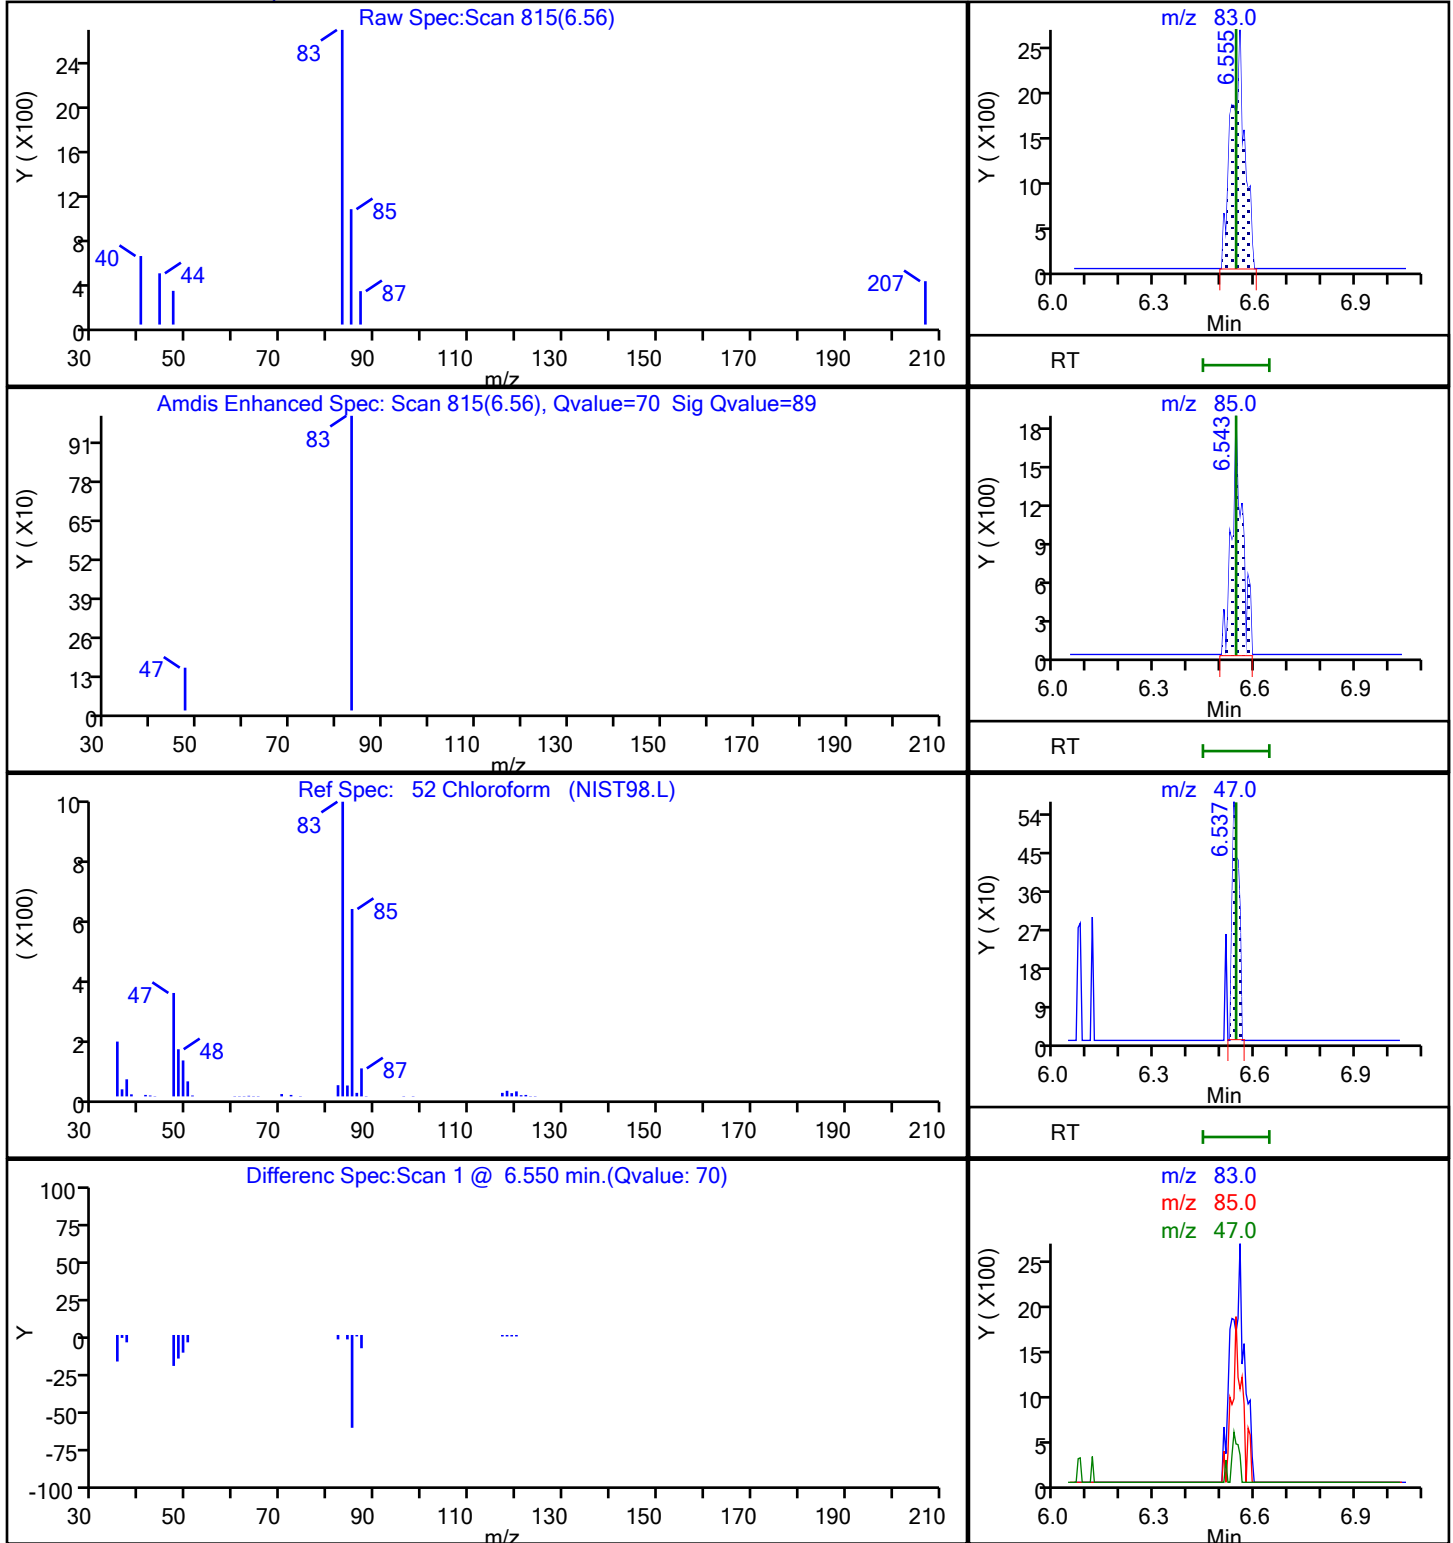 Raw Spec:Scan 815(6.56)
Y ( X100)
24
20
16
12
8
4
0
83
85
87
40
44
207
30 50 70 90 110 130 150 170 190 210
m/z
m/z 83.0
Y ( X100)
25
20
15
10
5
0
6.555
6.0 6.3 6.6 6.9
Min
RT
Amdis Enhanced Spec: Scan 815(6.56), Qvalue=70 Sig Qvalue=89
Y ( X10)
91
78
65
52
39
26
13
0
83
47
30 50 70 90 110 130 150 170 190 210
m/z
m/z 85.0
Y ( X100)
18
15
12
9
6
3
0
6.543
6.0 6.3 6.6 6.9
Min
RT
Ref Spec: 52 Chloroform (NIST98.L)
( X100)
10
8
6
4
2
0
83
85
47
48
87
30 50 70 90 110 130 150 170 190 210
m/z 47.0
Y ( X10)
54
45
36
27
18
9
0
6.537
6.0 6.3 6.6 6.9
Min
RT
Differenc Spec:Scan 1 @ 6.550 min.(Qvalue: 70)
Y
100
75
50
25
0
-25
-50
-75
-100
30 50 70 90 110 130 150 170 190 210
m/z
m/z 83.0
m/z 85.0
m/z 47.0
Y ( X100)
25
20
15
10
5
0
6.0 6.3 6.6 6.9
Min